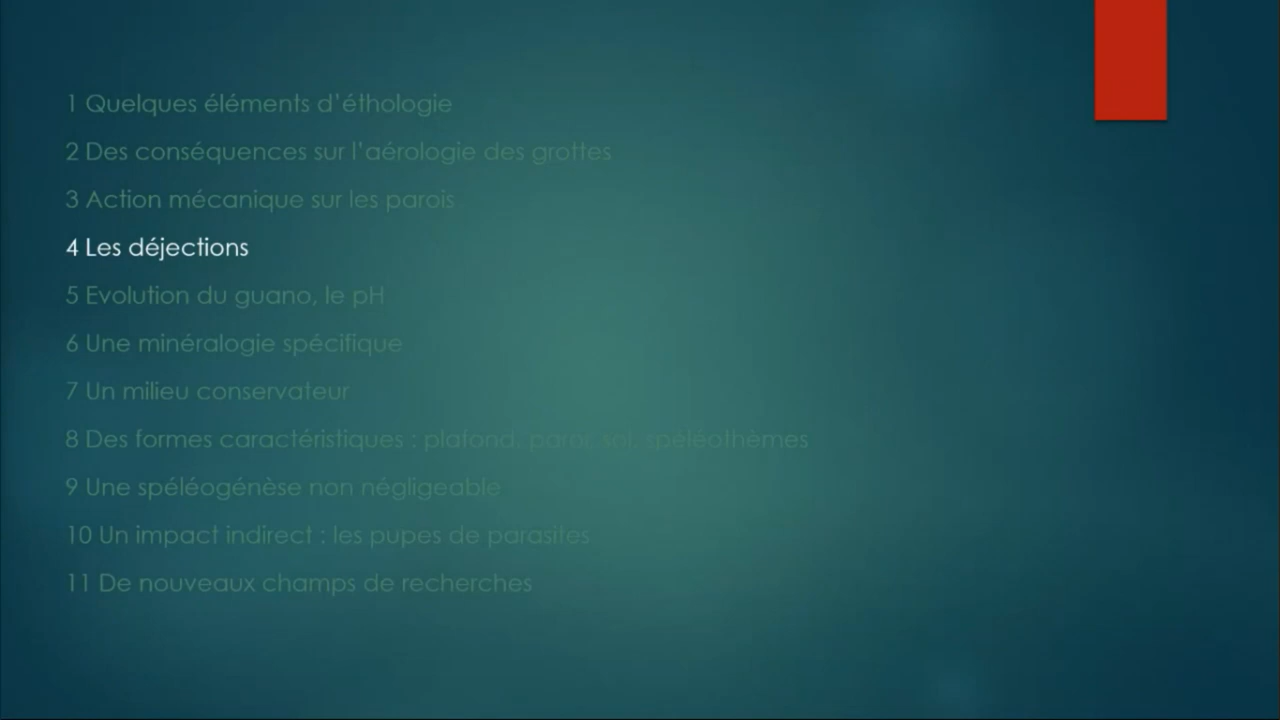 1 Quelques éléments d'éthologie
2 Des conséquences sur l'aérologie des grottes
3 Action mécanique sur les parois
4 Les déjections
5 Evolution du guano, le pH
6 Une minéralogie spécifique
7 Un milieu conservateur
8 Des formes caractéristiques : plafond, paroi, sol, spéléothèmes
9 Une spéléogénèse non négligeable
10 Un impact indirect : les pupes de parasites
11 De nouveaux champs de recherches